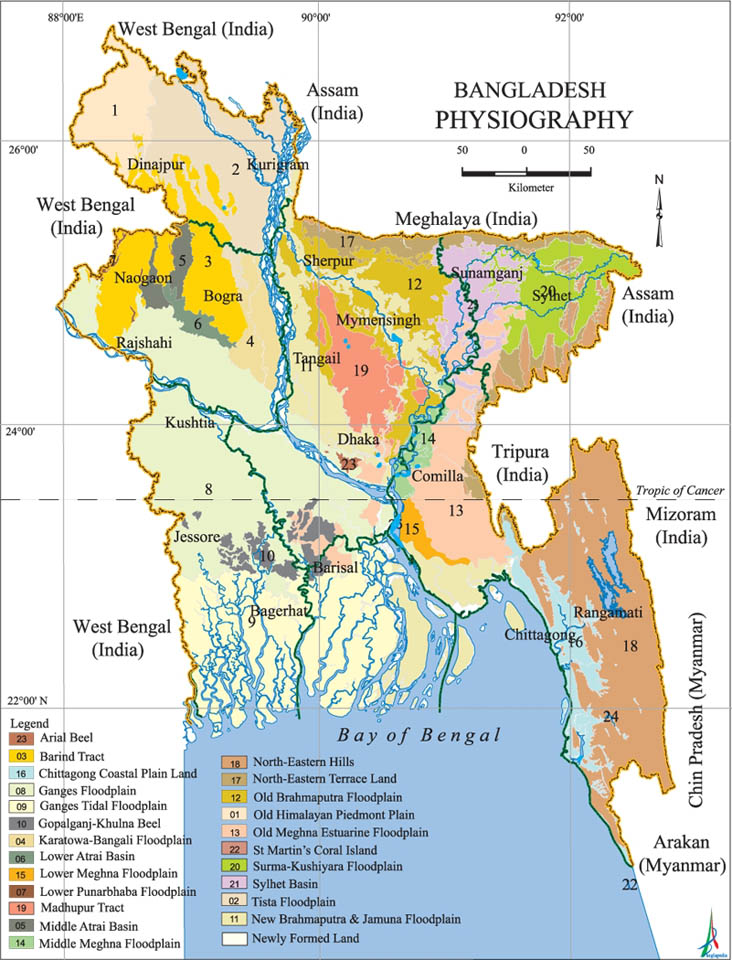 88°00'E
90°00'
92°00'
West Bengal (India)
Assam
(India)
BANGLADESH
PHYSIOGRAPHY
50 0 50
Kilometer
N
26°00'
1
Dinajpur
2
Kurigram
West Bengal
(India)
Meghalaya (India)
17
Sherpur
7
Naogaon
5
3
Bogra
12
Sunamganj
20
Sylhet
Assam
(India)
6
Mymensingh
Rajshahi
4
Tangail
11
19
24°00'
Kushtia
Dhaka
14
23
Comilla
Tripura
(India)
Tropic of Cancer
8
13
15
Mizoram
(India)
Jessore
10
Barisal
Bagerhat
9
West Bengal
(India)
Rangamati
Chittagong
16
18
Chin Pradesh (Myanmar)
22°00' N
24
Bay of Bengal
Arakan
(Myanmar)
22
Legend
23 Arial Beel
03 Barind Tract
16 Chittagong Coastal Plain Land
08 Ganges Floodplain
09 Ganges Tidal Floodplain
10 Gopalganj-Khulna Beel
04 Karatowa-Bangali Floodplain
06 Lower Atrai Basin
15 Lower Meghna Floodplain
07 Lower Punarbhaba Floodplain
19 Madhupur Tract
05 Middle Atrai Basin
14 Middle Meghna Floodplain
18 North-Eastern Hills
17 North-Eastern Terrace Land
12 Old Brahmaputra Floodplain
01 Old Himalayan Piedmont Plain
13 Old Meghna Estuarine Floodplain
22 St Martin's Coral Island
20 Surma-Kushiyara Floodplain
21 Sylhet Basin
02 Tista Floodplain
11 New Brahmaputra & Jamuna Floodplain
Newly Formed Land